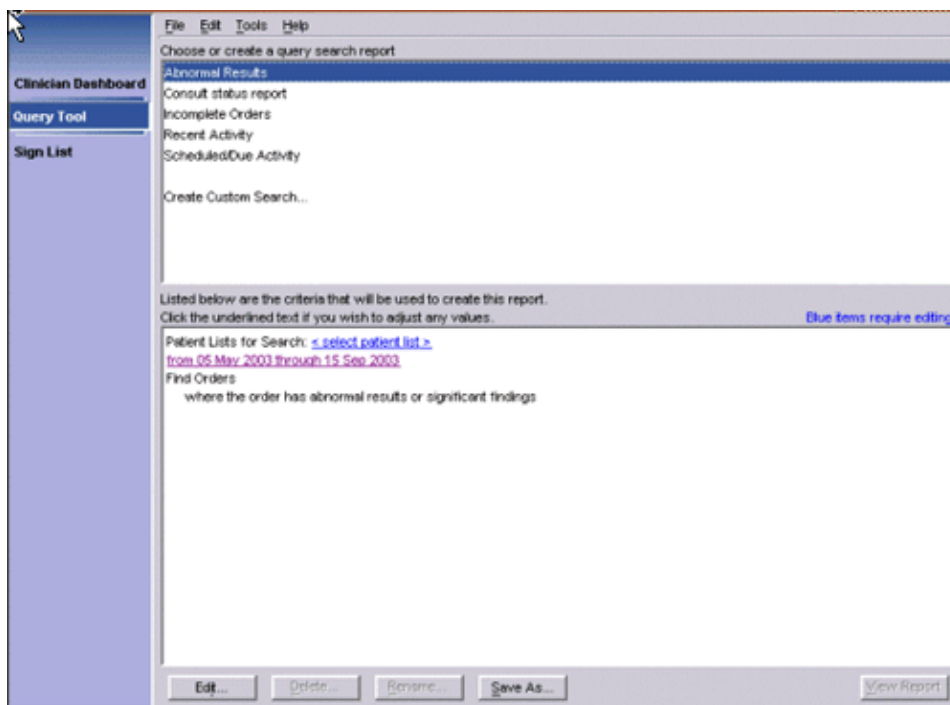 File Edit Tools Help
Choose or create a query search report
Clinician Dashboard
Query Tool
Sign List
Abnormal Results
Consult status report
Incomplete Orders
Recent Activity
Scheduled/Due Activity
Create Custom Search...
Listed below are the criteria that will be used to create this report.
Click the underlined text if you wish to adjust any values.
Blue items require editing
Patient Lists for Search: < select patient list >
from 05 May 2003 through 15 Sep 2003
Find Orders
where the order has abnormal results or significant findings
Edit... Delete... Rename... Save As... View Report